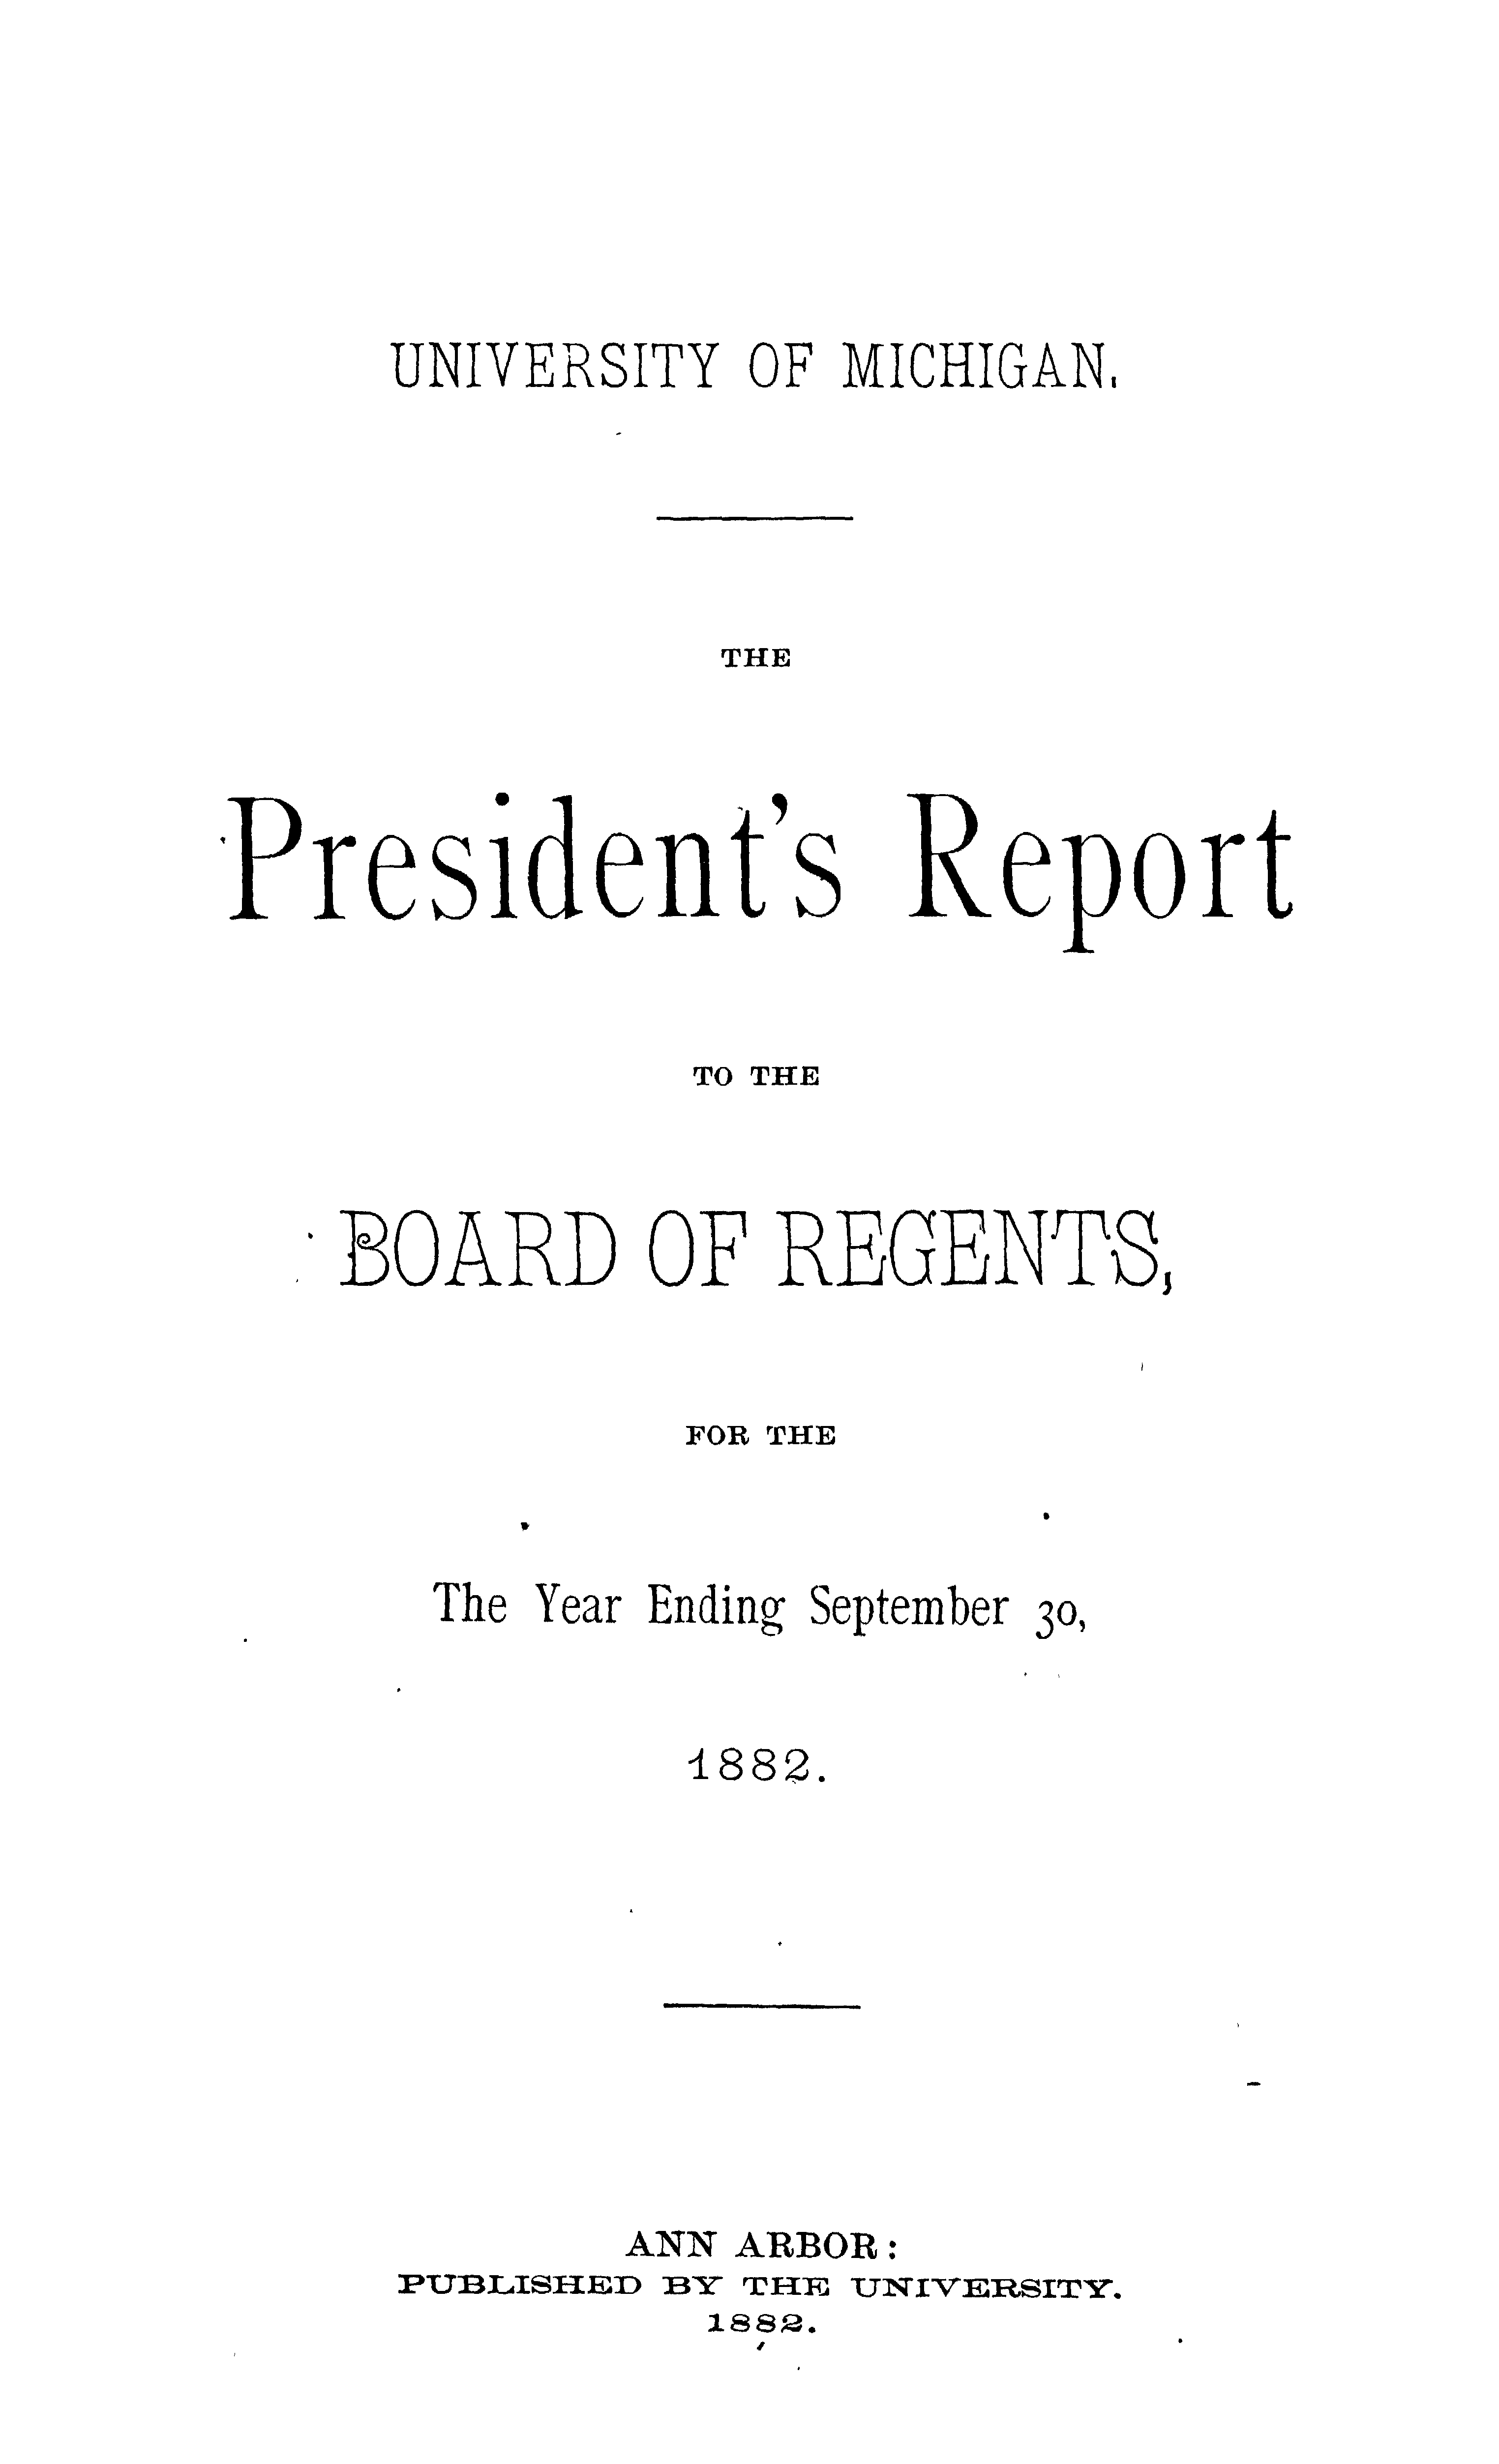 UNIVERSITY OF MICHIGAN.
THE
President's Report
TO THE
BOARD OF REGENTS,
FOR THE
The Year Ending September 30,
1882.
ANN ARBOR:
PUBLISHED BY THE UNIVERSITY.
1882.